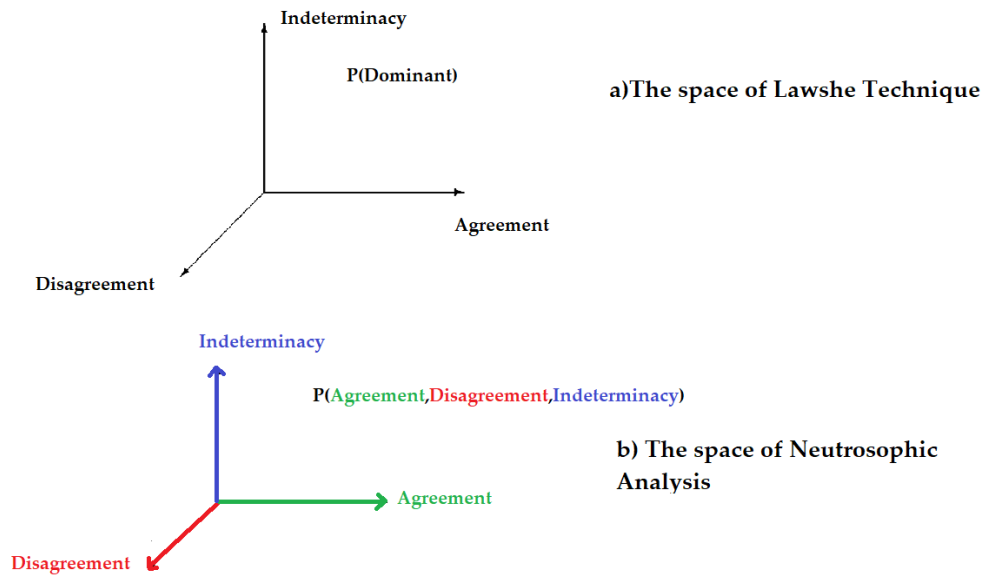 Indeterminacy
P(Dominant)
a)The space of Lawshe Technique
Agreement
Disagreement
Indeterminacy
P(Agreement,Disagreement,Indeterminacy)
b) The space of Neutrosophic
Analysis
Agreement
Disagreement